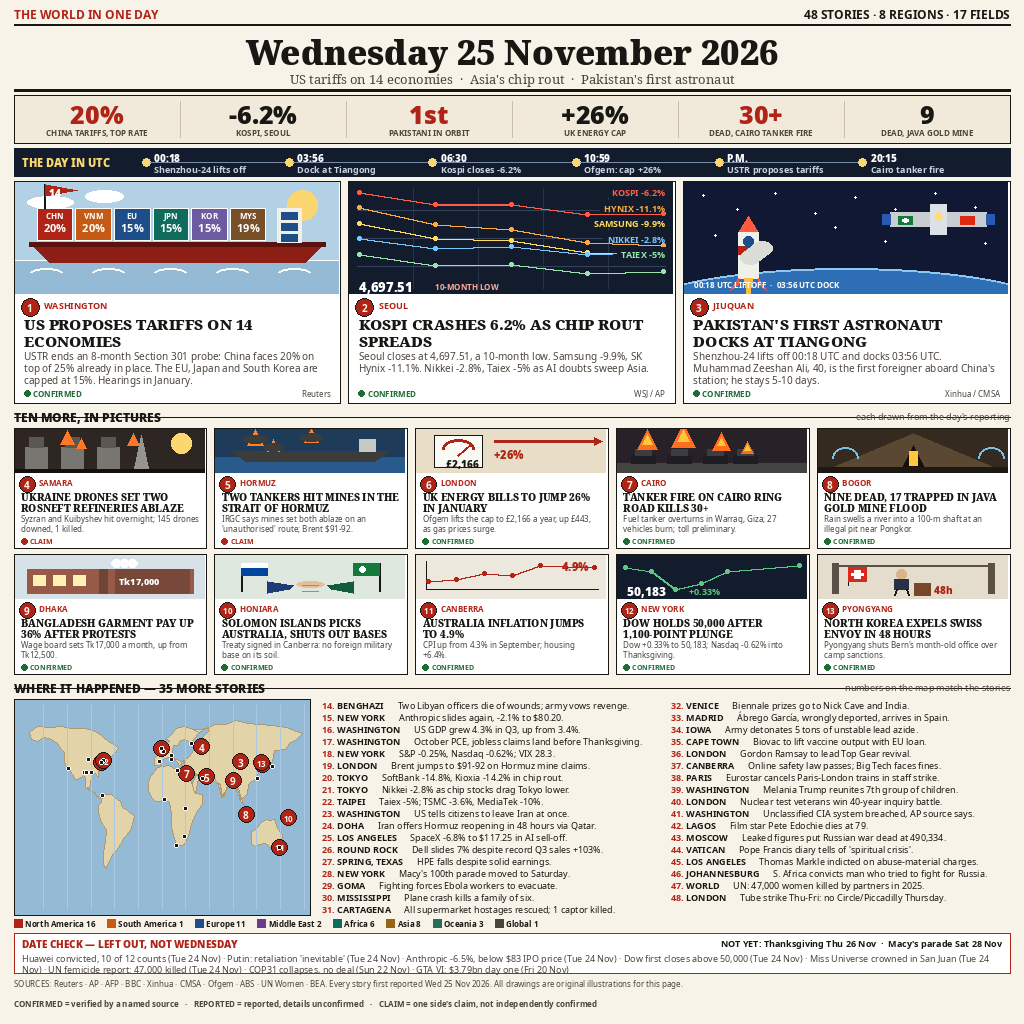 THE WORLD IN ONE DAY
48 STORIES · 8 REGIONS · 17 FIELDS
Wednesday 25 November 2026
US tariffs on 14 economies · Asia's chip rout · Pakistan's first astronaut
20%
CHINA TARIFFS, TOP RATE
-6.2%
KOSPI, SEOUL
1st
PAKISTANI IN ORBIT
+26%
UK ENERGY CAP
30+
DEAD, CAIRO TANKER FIRE
9
DEAD, JAVA GOLD MINE
THE DAY IN UTC
00:18
Shenzhou-24 lifts off
03:56
Dock at Tiangong
06:30
Kospi closes -6.2%
10:59
Ofgem: cap +26%
P.M.
USTR proposes tariffs
20:15
Cairo tanker fire
14
CHN 20%
VNM 20%
EU 15%
JPN 15%
KOR 15%
MYS 19%
1 WASHINGTON
US PROPOSES TARIFFS ON 14
ECONOMIES
USTR ends an 8-month Section 301 probe: China faces 20% on
top of 25% already in place. The EU, Japan and South Korea are
capped at 15%. Hearings in January.
CONFIRMED
Reuters
KOSPI -6.2%
HYNIX -11.1%
SAMSUNG -9.9%
NIKKEI -2.8%
TAIEX -5%
4,697.51
10-MONTH LOW
2 SEOUL
KOSPI CRASHES 6.2% AS CHIP ROUT
SPREADS
Seoul closes at 4,697.51, a 10-month low. Samsung -9.9%, SK
Hynix -11.1%. Nikkei -2.8%, Taiex -5% as AI doubts sweep Asia.
CONFIRMED
WSJ / AP
00:18 UTC LIFTOFF · 03:56 UTC DOCK
3 JIUQUAN
PAKISTAN'S FIRST ASTRONAUT
DOCKS AT TIANGONG
Shenzhou-24 lifts off 00:18 UTC and docks 03:56 UTC.
Muhammad Zeeshan Ali, 40, is the first foreigner aboard China's
station; he stays 5-10 days.
CONFIRMED
Xinhua / CMSA
TEN MORE, IN PICTURES
each drawn from the day's reporting
4 SAMARA
UKRAINE DRONES SET TWO
ROSNEFT REFINERIES ABLAZE
Syzran and Kuibyshev hit overnight; 145 drones
downed, 1 killed.
CLAIM
5 HORMUZ
TWO TANKERS HIT MINES IN THE
STRAIT OF HORMUZ
IRGC says mines set both ablaze on an
'unauthorised' route; Brent $91-92.
CLAIM
£2,166
+26%
6 LONDON
UK ENERGY BILLS TO JUMP 26%
IN JANUARY
Ofgem lifts the cap to £2,166 a year, up £443,
as gas prices surge.
CONFIRMED
7 CAIRO
TANKER FIRE ON CAIRO RING
ROAD KILLS 30+
Fuel tanker overturns in Warraq, Giza; 27
vehicles burn; toll preliminary.
CONFIRMED
8 BOGOR
NINE DEAD, 17 TRAPPED IN JAVA
GOLD MINE FLOOD
Rain swells a river into a 100-m shaft at an
illegal pit near Pongkor.
CONFIRMED
Tk17,000
9 DHAKA
BANGLADESH GARMENT PAY UP
36% AFTER PROTESTS
Wage board sets Tk17,000 a month, up from
Tk12,500.
CONFIRMED
10 HONIARA
SOLOMON ISLANDS PICKS
AUSTRALIA, SHUTS OUT BASES
Treaty signed in Canberra: no foreign military
base on its soil.
CONFIRMED
4.9%
11 CANBERRA
AUSTRALIA INFLATION JUMPS
TO 4.9%
CPI up from 4.3% in September; housing
+6.4%.
CONFIRMED
50,183
+0.33%
12 NEW YORK
DOW HOLDS 50,000 AFTER
1,100-POINT PLUNGE
Dow +0.33% to 50,183; Nasdaq -0.62% into
Thanksgiving.
CONFIRMED
48h
13 PYONGYANG
NORTH KOREA EXPELS SWISS
ENVOY IN 48 HOURS
Pyongyang shuts Bern's month-old office over
camp sanctions.
CONFIRMED
WHERE IT HAPPENED — 35 MORE STORIES
numbers on the map match the stories
4
3
13
7
5
9
8
10
14. BENGHAZI Two Libyan officers die of wounds; army vows revenge.
15. NEW YORK Anthropic slides again, -2.1% to $80.20.
16. WASHINGTON US GDP grew 4.3% in Q3, up from 3.4%.
17. WASHINGTON October PCE, jobless claims land before Thanksgiving.
18. NEW YORK S&P -0.25%, Nasdaq -0.62%; VIX 28.3.
19. LONDON Brent jumps to $91-92 on Hormuz mine claims.
20. TOKYO SoftBank -14.8%, Kioxia -14.2% in chip rout.
21. TOKYO Nikkei -2.8% as chip stocks drag Tokyo lower.
22. TAIPEI Taiex -5%; TSMC -3.6%, MediaTek -10%.
23. WASHINGTON US tells citizens to leave Iran at once.
24. DOHA Iran offers Hormuz reopening in 48 hours via Qatar.
25. LOS ANGELES SpaceX -6.8% to $117.25 in AI sell-off.
26. ROUND ROCK Dell slides 7% despite record Q3 sales +103%.
27. SPRING, TEXAS HPE falls despite solid earnings.
28. NEW YORK Macy's 100th parade moved to Saturday.
29. GOMA Fighting forces Ebola workers to evacuate.
30. MISSISSIPPI Plane crash kills a family of six.
31. CARTAGENA All supermarket hostages rescued; 1 captor killed.
32. VENICE Biennale prizes go to Nick Cave and India.
33. MADRID Ábrego García, wrongly deported, arrives in Spain.
34. IOWA Army detonates 5 tons of unstable lead azide.
35. CAPE TOWN Biovac to lift vaccine output with EU loan.
36. LONDON Gordon Ramsay to lead Top Gear revival.
37. CANBERRA Online safety law passes; Big Tech faces fines.
38. PARIS Eurostar cancels Paris-London trains in staff strike.
39. WASHINGTON Melania Trump reunites 7th group of children.
40. LONDON Nuclear test veterans win 40-year inquiry battle.
41. WASHINGTON Unclassified CIA system breached, AP source says.
42. LAGOS Film star Pete Edochie dies at 79.
43. MOSCOW Leaked figures put Russian war dead at 490,334.
44. VATICAN Pope Francis diary tells of 'spiritual crisis'.
45. LOS ANGELES Thomas Markle indicted on abuse-material charges.
46. JOHANNESBURG S. Africa convicts man who tried to fight for Russia.
47. WORLD UN: 47,000 women killed by partners in 2025.
48. LONDON Tube strike Thu-Fri: no Circle/Piccadilly Thursday.
North America 16
South America 1
Europe 11
Middle East 2
Africa 6
Asia 8
Oceania 3
Global 1
DATE CHECK — LEFT OUT, NOT WEDNESDAY
NOT YET: Thanksgiving Thu 26 Nov · Macy's parade Sat 28 Nov
Huawei convicted, 10 of 12 counts (Tue 24 Nov) · Putin: retaliation 'inevitable' (Tue 24 Nov) · Anthropic -6.5%, below $83 IPO price (Tue 24 Nov) · Dow first closes above 50,000 (Tue 24 Nov) · Miss Universe crowned in San Juan (Tue 24
Nov) · UN femicide report: 47,000 killed (Tue 24 Nov) · COP31 collapses, no deal (Sun 22 Nov) · GTA VI: $3.79bn day one (Fri 20 Nov)
SOURCES: Reuters · AP · AFP · BBC · Xinhua · CMSA · Ofgem · ABS · UN Women · BEA. Every story first reported Wed 25 Nov 2026. All drawings are original illustrations for this page.
CONFIRMED = verified by a named source · REPORTED = reported, details unconfirmed · CLAIM = one side's claim, not independently confirmed